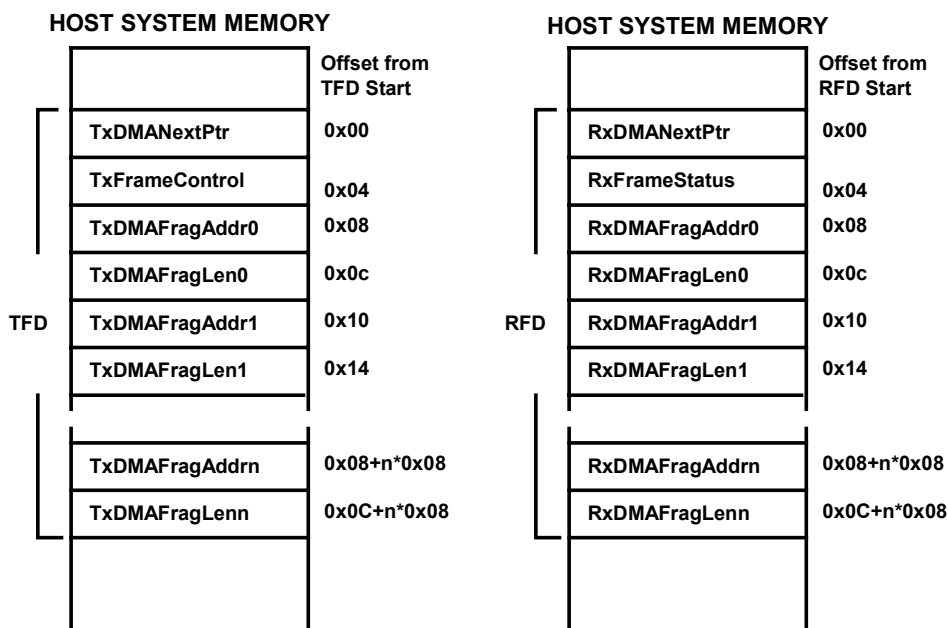 HOST SYSTEM MEMORY
Offset from
TFD Start
TxDMANextPtr 0x00
TxFrameControl 0x04
TxDMAFragAddr0 0x08
TxDMAFragLen0 0x0c
TFD TxDMAFragAddr1 0x10
TxDMAFragLen1 0x14
TxDMAFragAddrn 0x08+n*0x08
TxDMAFragLenn 0x0C+n*0x08
HOST SYSTEM MEMORY
Offset from
RFD Start
RxDMANextPtr 0x00
RxFrameStatus 0x04
RxDMAFragAddr0 0x08
RxDMAFragLen0 0x0c
RFD RxDMAFragAddr1 0x10
RxDMAFragLen1 0x14
RxDMAFragAddrn 0x08+n*0x08
RxDMAFragLenn 0x0C+n*0x08